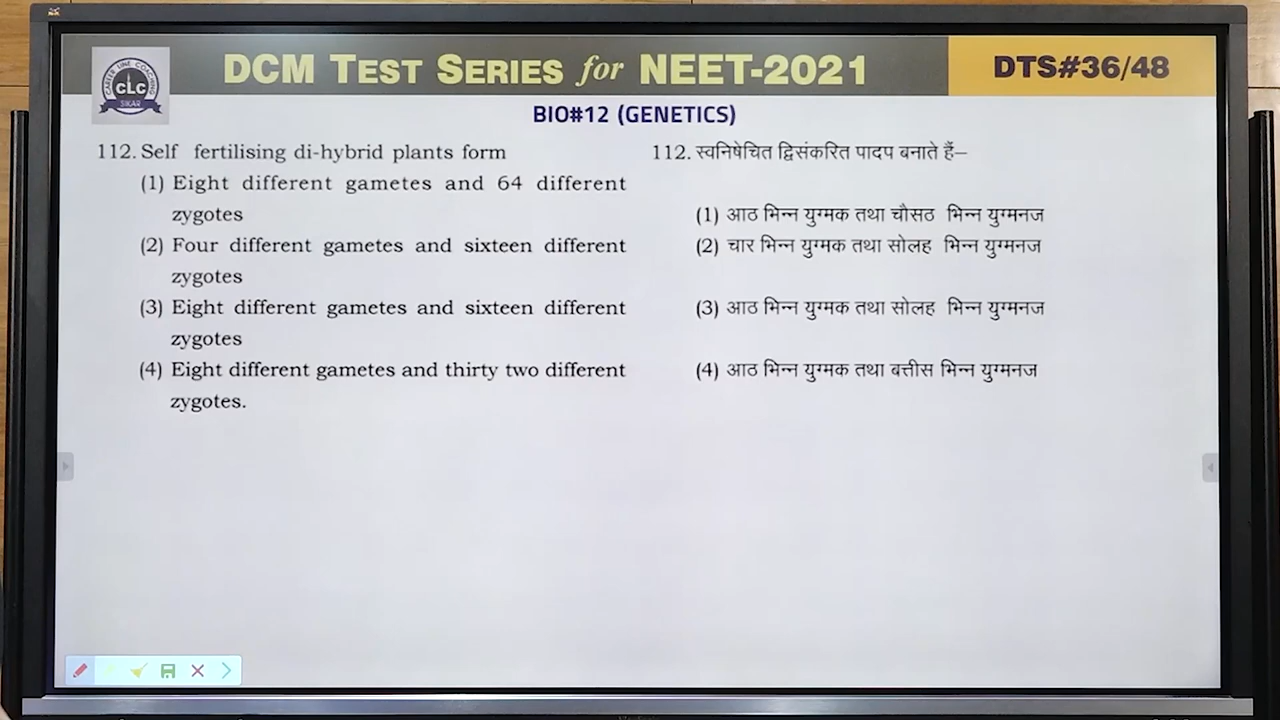 DCM TEST SERIES for NEET-2021
DTS#36/48
CAREER LINE COACHING
CLC
SIKAR
BIO#12 (GENETICS)
112. Self fertilising di-hybrid plants form
(1) Eight different gametes and 64 different
zygotes
(2) Four different gametes and sixteen different
zygotes
(3) Eight different gametes and sixteen different
zygotes
(4) Eight different gametes and thirty two different
zygotes.
112. स्वनिषेचित द्विसंकरित पादप बनाते हैं–
(1) आठ भिन्न युग्मक तथा चौसठ भिन्न युग्मनज
(2) चार भिन्न युग्मक तथा सोलह भिन्न युग्मनज
(3) आठ भिन्न युग्मक तथा सोलह भिन्न युग्मनज
(4) आठ भिन्न युग्मक तथा बत्तीस भिन्न युग्मनज